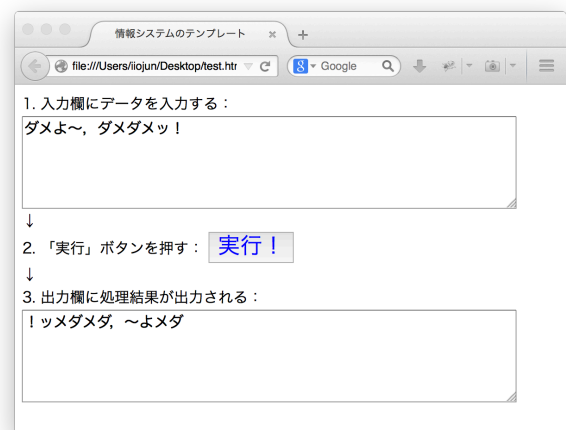 情報システムのテンプレート
file:///Users/iiojun/Desktop/test.htr
Google
1. 入力欄にデータを入力する：
ダメよ〜，ダメダメッ！
↓
2. 「実行」ボタンを押す： 実行！
↓
3. 出力欄に処理結果が出力される：
！ッメダメダ，〜よメダ